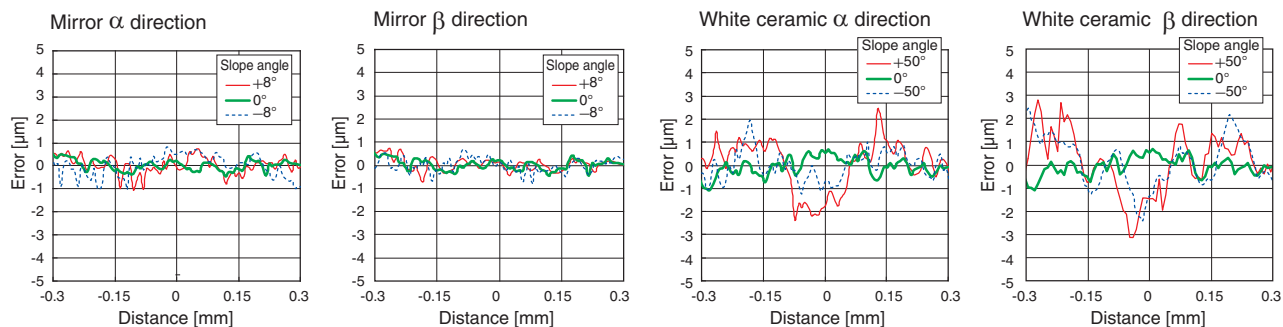 Mirror α direction
Slope angle
+8°
0°
−8°
Error [μm]
5
4
3
2
1
0
-1
-2
-3
-4
-5
-0.3 -0.15 0 0.15 0.3
Distance [mm]
Mirror β direction
Slope angle
+8°
0°
−8°
Error [μm]
5
4
3
2
1
0
-1
-2
-3
-4
-5
-0.3 -0.15 0 0.15 0.3
Distance [mm]
White ceramic α direction
Slope angle
+50°
0°
−50°
Error [μm]
5
4
3
2
1
0
-1
-2
-3
-4
-5
-0.3 -0.15 0 0.15 0.3
Distance [mm]
White ceramic β direction
Slope angle
+50°
0°
−50°
Error [μm]
5
4
3
2
1
0
-1
-2
-3
-4
-5
-0.3 -0.15 0 0.15 0.3
Distance [mm]